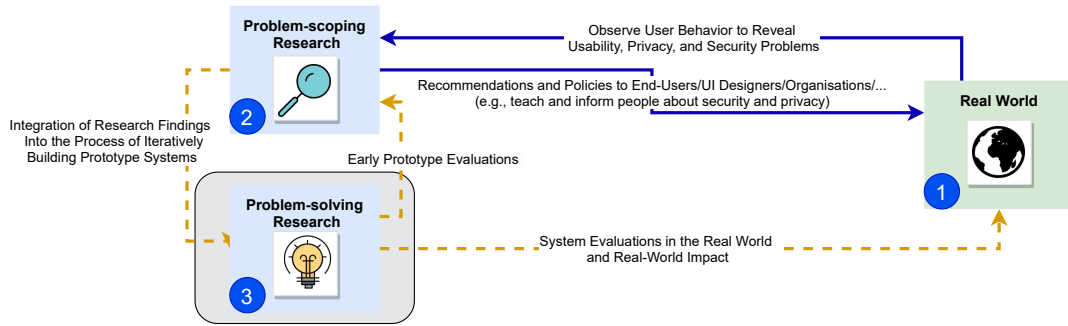 Problem-scoping
Research
2
Observe User Behavior to Reveal
Usability, Privacy, and Security Problems
Recommendations and Policies to End-Users/UI Designers/Organisations/...
(e.g., teach and inform people about security and privacy)
Real World
1
Integration of Research Findings
Into the Process of Iteratively
Building Prototype Systems
Early Prototype Evaluations
Problem-solving
Research
3
System Evaluations in the Real World
and Real-World Impact